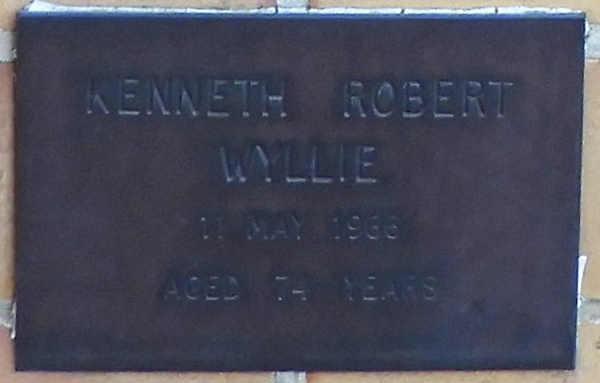 KENNETH ROBERT
WYLLIE
11 MAY 1966
AGED 74 YEARS